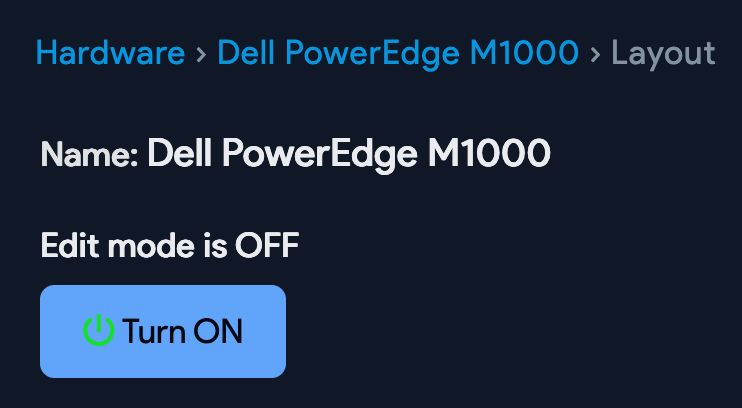 Hardware › Dell PowerEdge M1000 › Layout
Name: Dell PowerEdge M1000
Edit mode is OFF
Turn ON